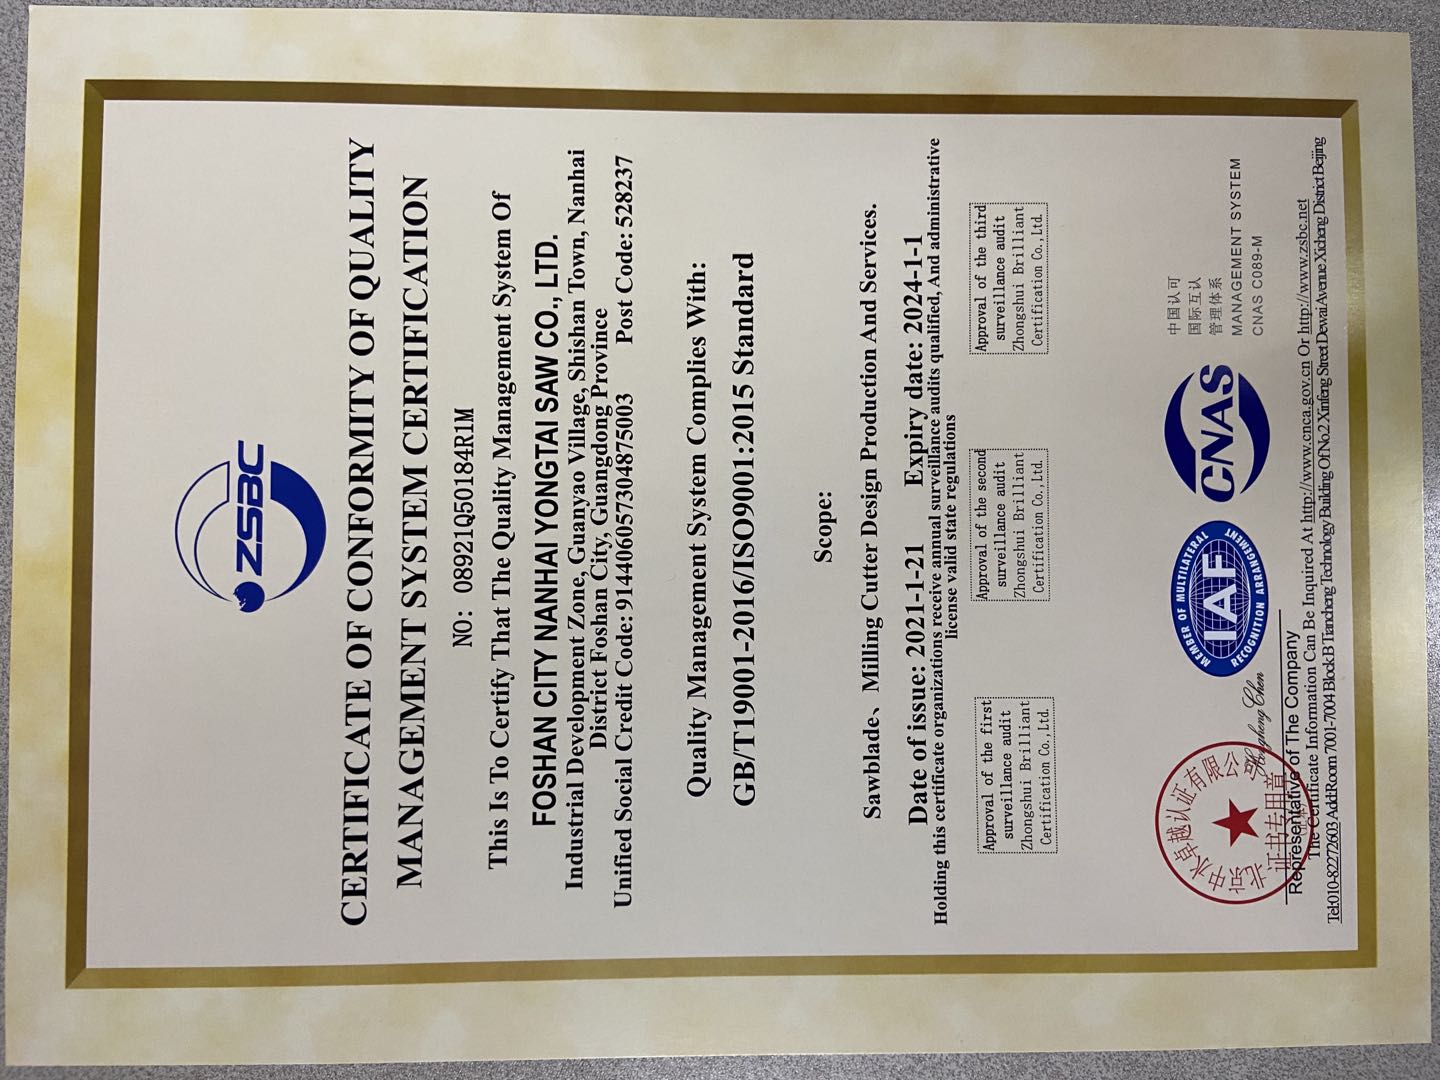 ZSBC
CERTIFICATE OF CONFORMITY OF QUALITY
MANAGEMENT SYSTEM CERTIFICATION
NO: 08921Q50184R1M
This Is To Certify That The Quality Management System Of
FOSHAN CITY NANHAI YONGTAI SAW CO., LTD.
Industrial Development Zone, Guanyao Village, Shishan Town, Nanhai
District Foshan City, Guangdong Province
Unified Social Credit Code: 914406057304875003 Post Code: 528237
Quality Management System Complies With:
GB/T19001-2016/ISO9001:2015 Standard
Scope:
Sawblade、Milling Cutter Design Production And Services.
Date of issue: 2021-1-21 Expiry date: 2024-1-1
Holding this certificate organizations receive annual surveillance audits qualified, And administrative
license valid state regulations
Approval of the first
surveillance audit
Zhongshui Brilliant
Certification Co.,Ltd.
Approval of the second
surveillance audit
Zhongshui Brilliant
Certification Co.,Ltd.
Approval of the third
surveillance audit
Zhongshui Brilliant
Certification Co.,Ltd.
北京中水卓越认证有限公司
证书专用章
Hongzhang Chen
Representative of The Company
MEMBER OF MULTILATERAL
IAF
RECOGNITION ARRANGEMENT
CNAS
中国认可
国际互认
管理体系
MANAGEMENT SYSTEM
CNAS C089-M
The Certificate Information Can Be Inquired At http://www.cnca.gov.cn Or http://www.zsbc.net
Tel:010-82272603 Add:Room 7001-7004 Block B Tiancheng Technology Building Of No.2 Xinfeng Street Dewai Avenue Xicheng District Beijing